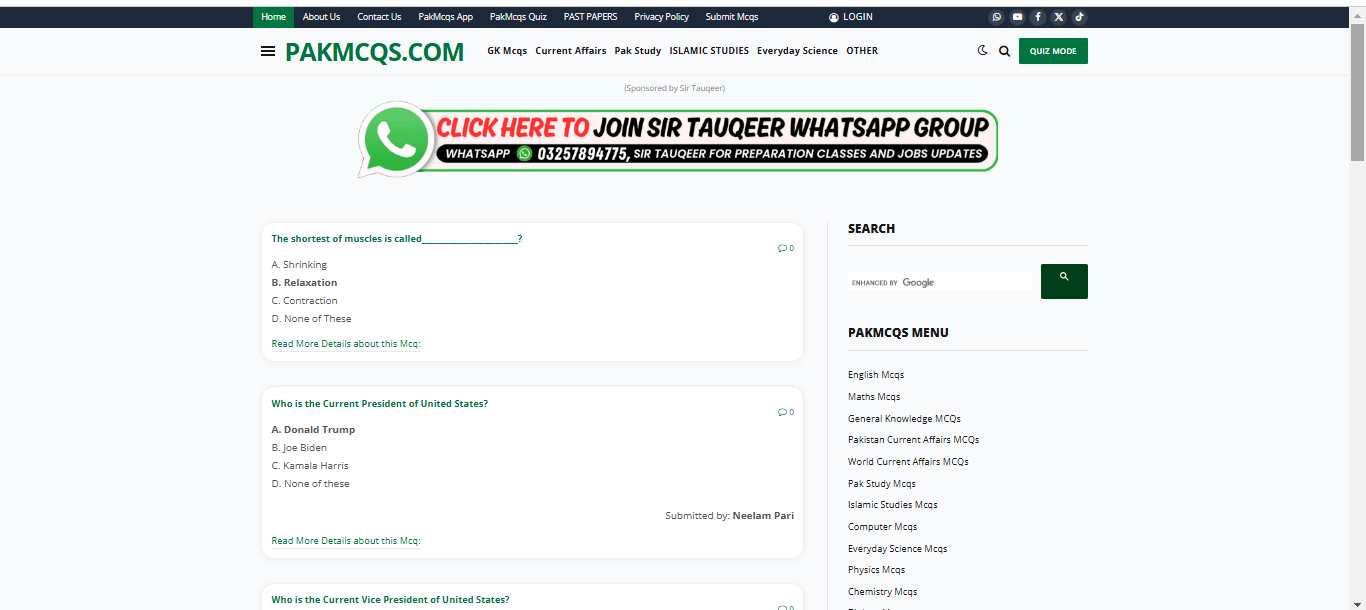 Home About Us Contact Us PakMcqs App PakMcqs Quiz PAST PAPERS Privacy Policy Submit Mcqs LOGIN
PAKMCQS.COM GK Mcqs Current Affairs Pak Study ISLAMIC STUDIES Everyday Science OTHER QUIZ MODE
(Sponsored by Sir Tauqeer)
CLICK HERE TO JOIN SIR TAUQEER WHATSAPP GROUP
WHATSAPP 03257894775, SIR TAUQEER FOR PREPARATION CLASSES AND JOBS UPDATES
The shortest of muscles is called________________________?
0
A. Shrinking
B. Relaxation
C. Contraction
D. None of These
Read More Details about this Mcq:
Who is the Current President of United States?
0
A. Donald Trump
B. Joe Biden
C. Kamala Harris
D. None of these
Submitted by: Neelam Pari
Read More Details about this Mcq:
Who is the Current Vice President of United States?
0
SEARCH
ENHANCED BY Google
PAKMCQS MENU
English Mcqs
Maths Mcqs
General Knowledge MCQs
Pakistan Current Affairs MCQs
World Current Affairs MCQs
Pak Study Mcqs
Islamic Studies Mcqs
Computer Mcqs
Everyday Science Mcqs
Physics Mcqs
Chemistry Mcqs